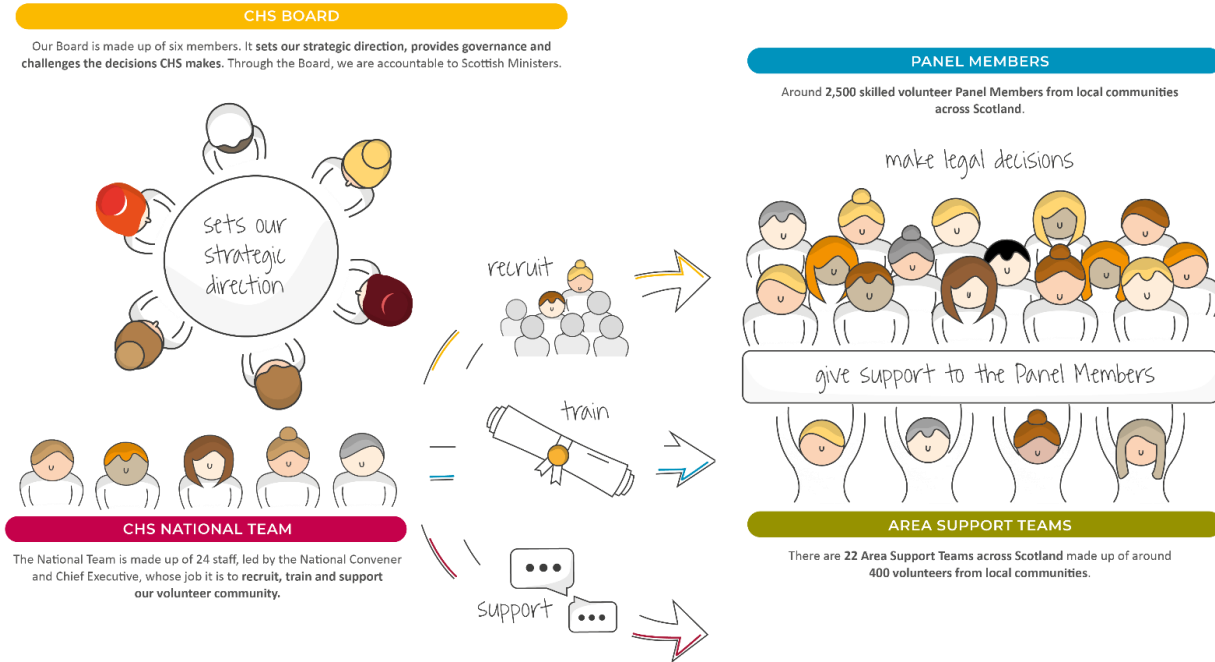 CHS BOARD
Our Board is made up of six members. It sets our strategic direction, provides governance and
challenges the decisions CHS makes. Through the Board, we are accountable to Scottish Ministers.
sets our
strategic
direction
CHS NATIONAL TEAM
The National Team is made up of 24 staff, led by the National Convener
and Chief Executive, whose job it is to recruit, train and support
our volunteer community.
recruit
train
support
PANEL MEMBERS
Around 2,500 skilled volunteer Panel Members from local communities
across Scotland.
make legal decisions
give support to the Panel Members
AREA SUPPORT TEAMS
There are 22 Area Support Teams across Scotland made up of around
400 volunteers from local communities.